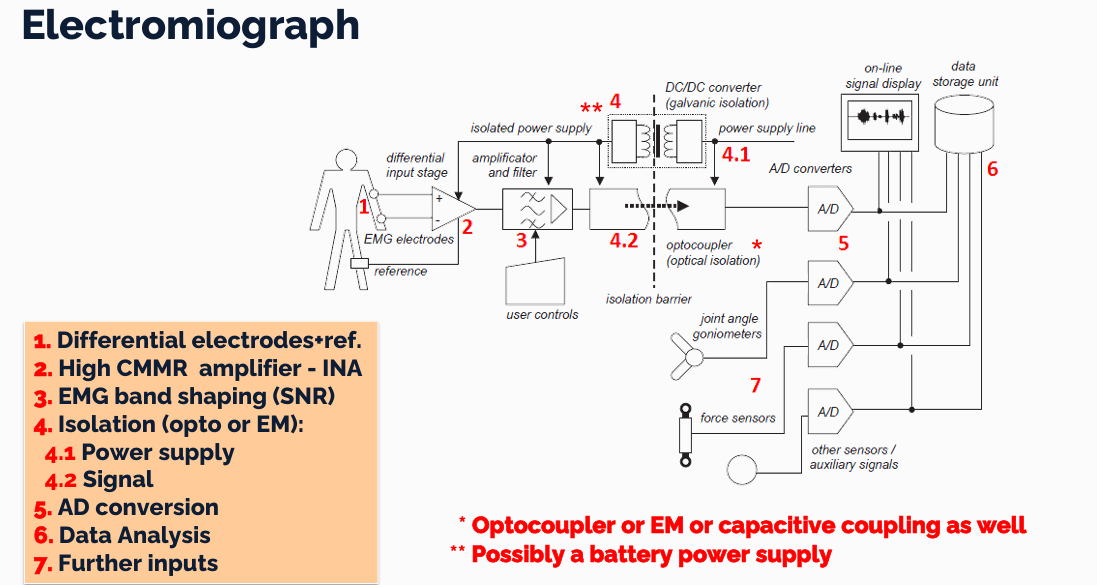 Electromiograph
on-line
signal display
data
storage unit
DC/DC converter
(galvanic isolation)
** 4
isolated power supply
power supply line
4.1
differential
input stage
amplificator
and filter
A/D converters
6
1
+
-
2
3
4.2
A/D
5
EMG electrodes
reference
optocoupler *
(optical isolation)
A/D
isolation barrier
user controls
joint angle
goniometers
A/D
7
force sensors
A/D
other sensors /
auxiliary signals
1. Differential electrodes+ref.
2. High CMMR amplifier - INA
3. EMG band shaping (SNR)
4. Isolation (opto or EM):
4.1 Power supply
4.2 Signal
5. AD conversion
6. Data Analysis
7. Further inputs
* Optocoupler or EM or capacitive coupling as well
** Possibly a battery power supply